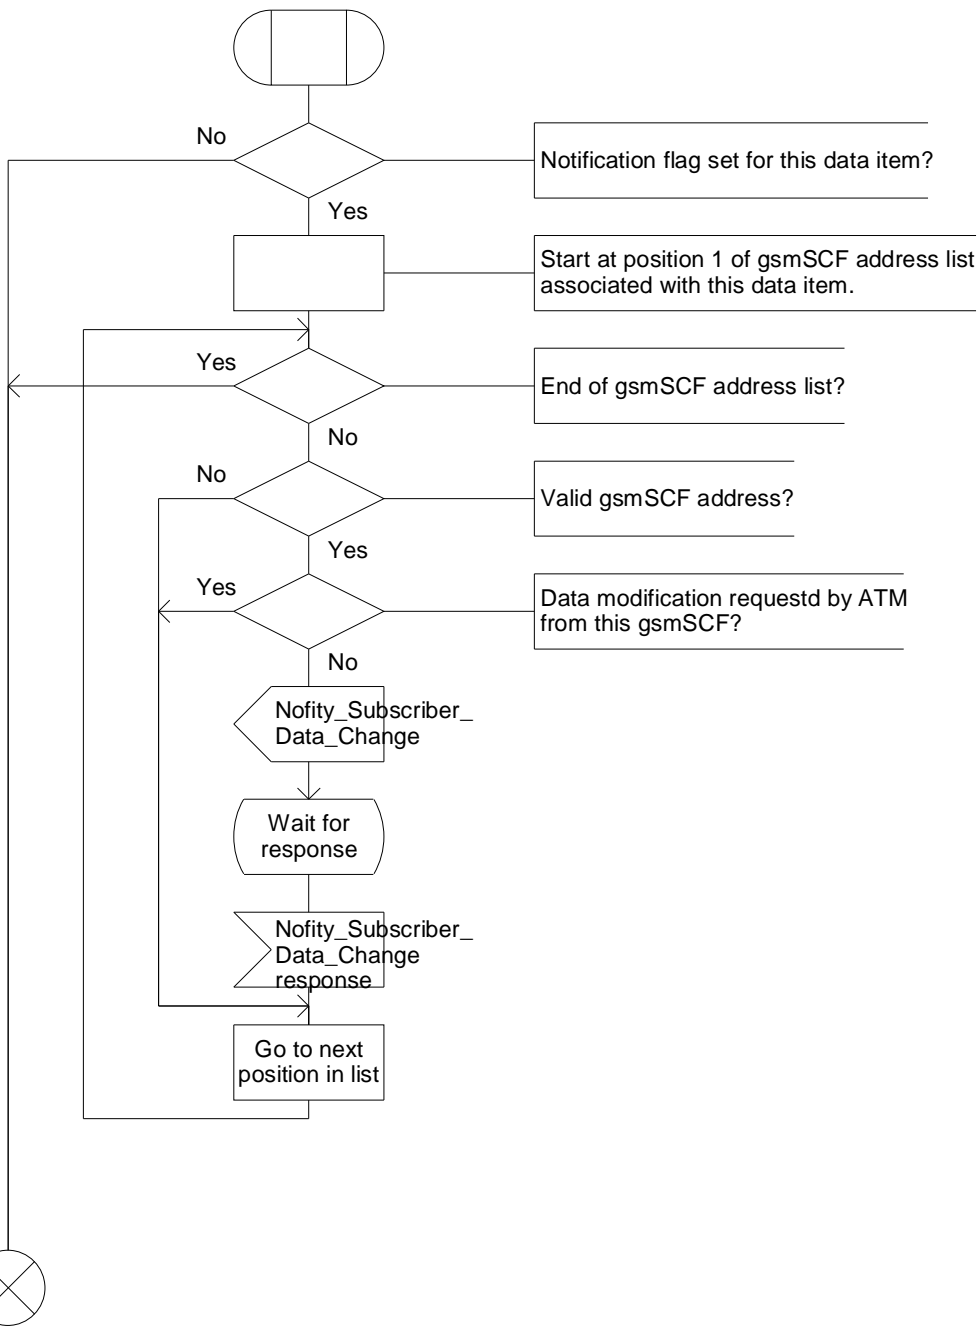 No
Notification flag set for this data item?
Yes
Start at position 1 of gsmSCF address list
associated with this data item.
Yes
End of gsmSCF address list?
No
No
Valid gsmSCF address?
Yes
Yes
Data modification requestd by ATM
from this gsmSCF?
No
Nofity_Subscriber_
Data_Change
Wait for
response
Nofity_Subscriber_
Data_Change
response
Go to next
position in list